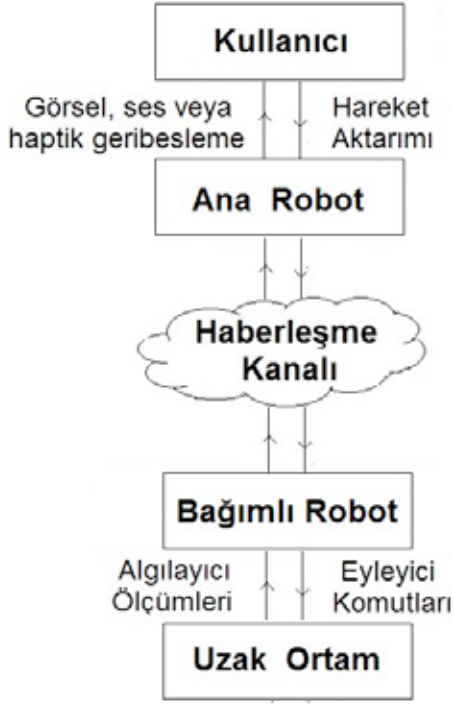 Kullanıcı
Görsel, ses veya
haptik geribesleme
Hareket
Aktarımı
Ana Robot
Haberleşme
Kanalı
Bağımlı Robot
Algılayıcı
Ölçümleri
Eyleyici
Komutları
Uzak Ortam